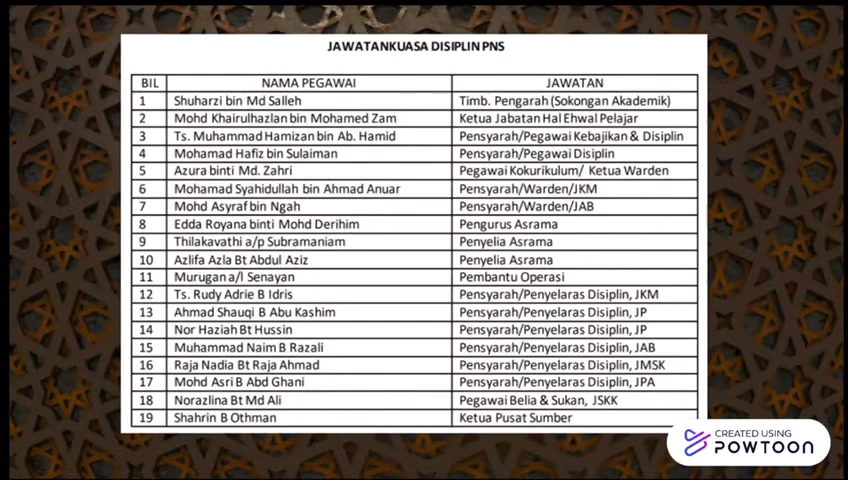 JAWATANKUASA DISIPLIN PNS
BIL NAMA PEGAWAI JAWATAN
1 Shuharzi bin Md Salleh Timb. Pengarah (Sokongan Akademik)
2 Mohd Khairulhazlan bin Mohamed Zam Ketua Jabatan Hal Ehwal Pelajar
3 Ts. Muhammad Hamizan bin Ab. Hamid Pensyarah/Pegawai Kebajikan & Disiplin
4 Mohamad Hafiz bin Sulaiman Pensyarah/Pegawai Disiplin
5 Azura binti Md. Zahri Pegawai Kokurikulum/ Ketua Warden
6 Mohamad Syahidullah bin Ahmad Anuar Pensyarah/Warden/JKM
7 Mohd Asyraf bin Ngah Pensyarah/Warden/JAB
8 Edda Royana binti Mohd Derihim Pengurus Asrama
9 Thilakavathi a/p Subramaniam Penyelia Asrama
10 Azlifa Azla Bt Abdul Aziz Penyelia Asrama
11 Murugan a/l Senayan Pembantu Operasi
12 Ts. Rudy Adrie B Idris Pensyarah/Penyelaras Disiplin, JKM
13 Ahmad Shauqi B Abu Kashim Pensyarah/Penyelaras Disiplin, JP
14 Nor Haziah Bt Hussin Pensyarah/Penyelaras Disiplin, JP
15 Muhammad Naim B Razali Pensyarah/Penyelaras Disiplin, JAB
16 Raja Nadia Bt Raja Ahmad Pensyarah/Penyelaras Disiplin, JMSK
17 Mohd Asri B Abd Ghani Pensyarah/Penyelaras Disiplin, JPA
18 Norazlina Bt Md Ali Pegawai Belia & Sukan, JSKK
19 Shahrin B Othman Ketua Pusat Sumber
CREATED USING
POWTOON